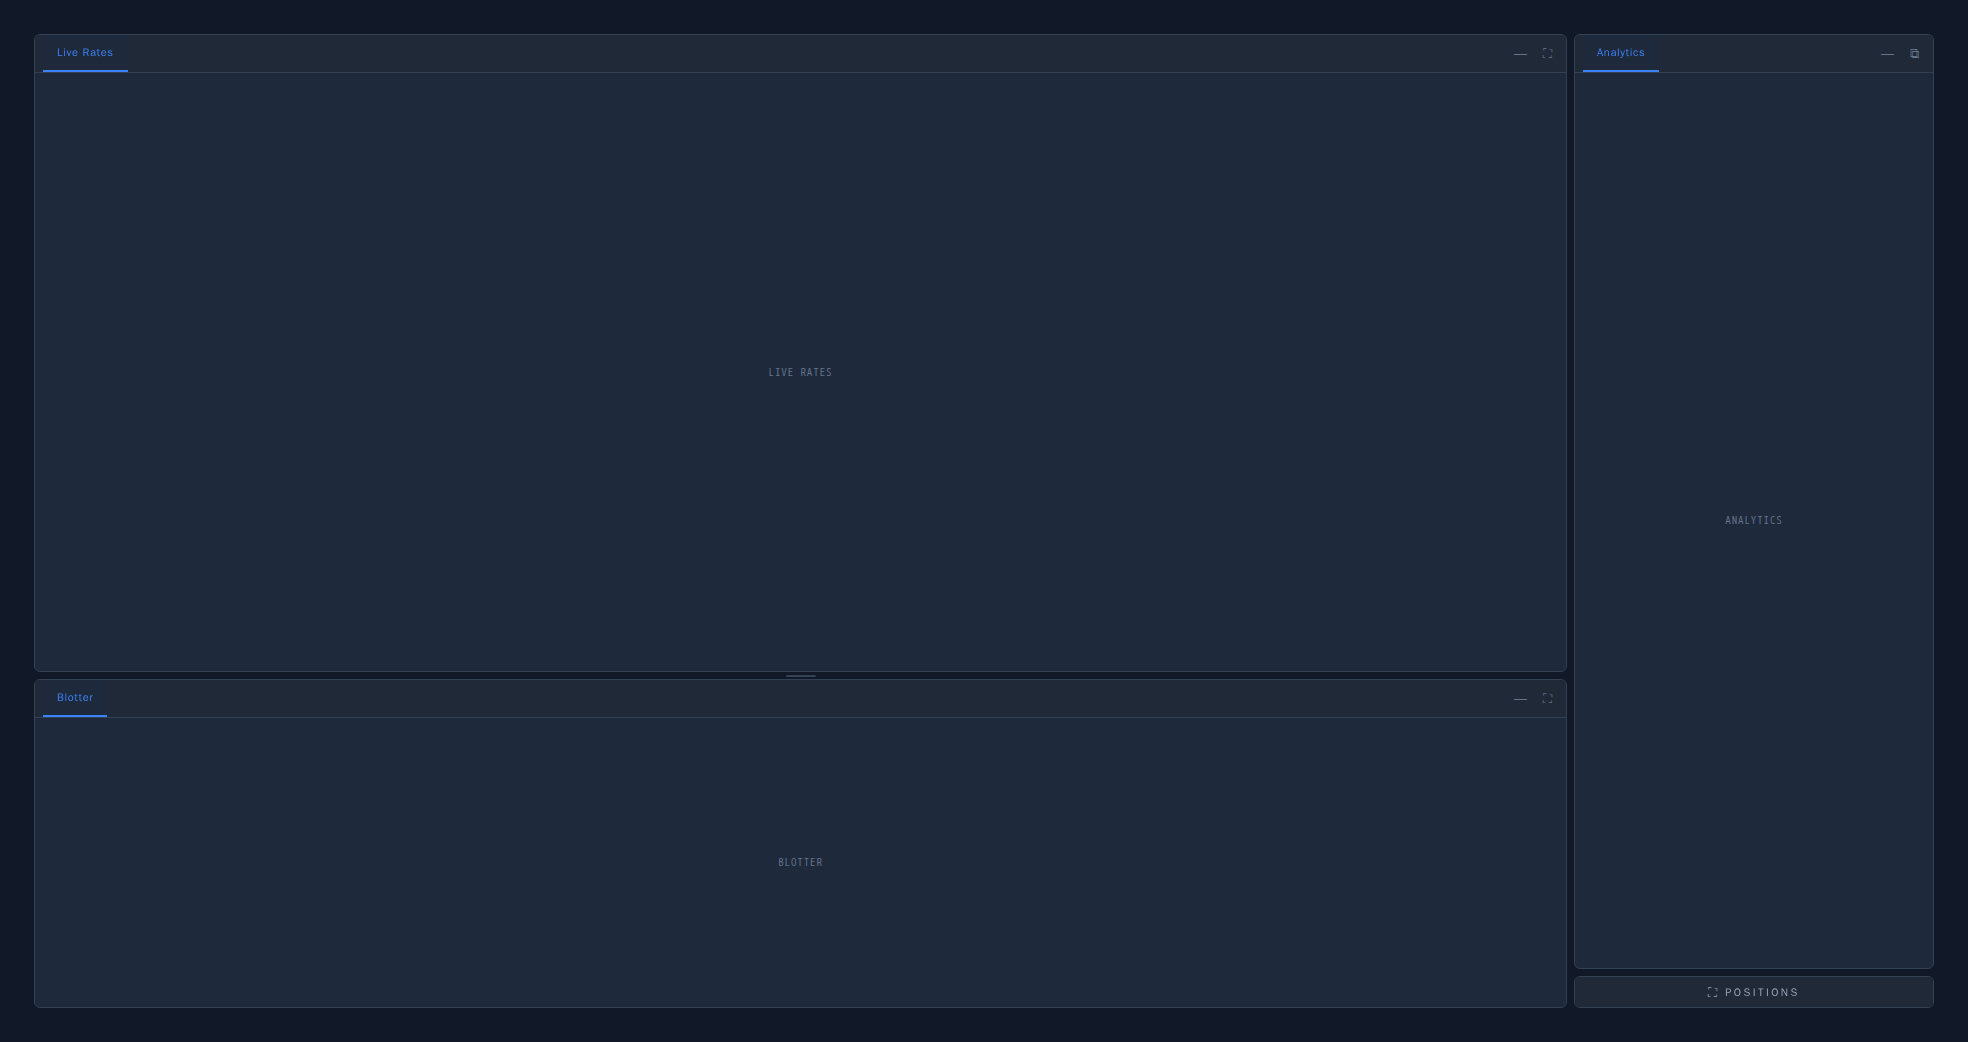 Live Rates
LIVE RATES
Blotter
BLOTTER
Analytics
ANALYTICS
POSITIONS